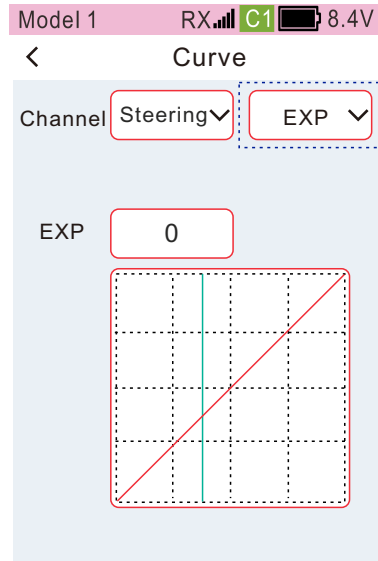 Model 1 RX C1 8.4V
Curve
Channel Steering EXP
EXP 0